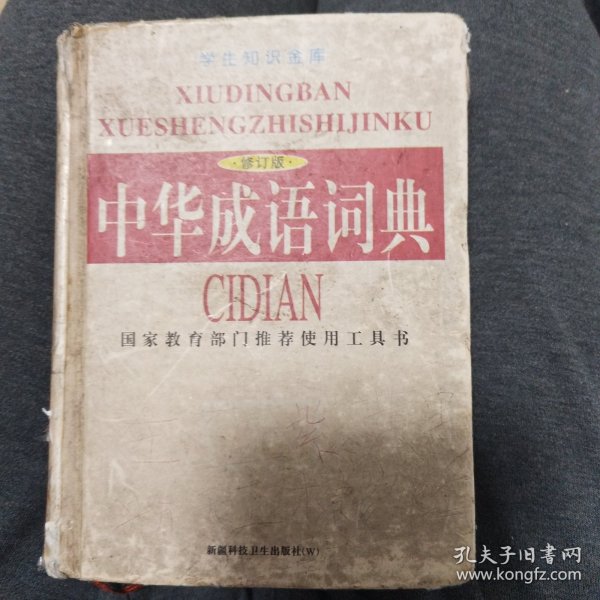 学生知识金库
XIUDINGBAN
XUESHENGZHISHIJINKU
·修订版·
中华成语词典
CIDIAN
国家教育部门推荐使用工具书
新疆科技卫生出版社(W)
孔夫子旧书网
www.kongfz.com